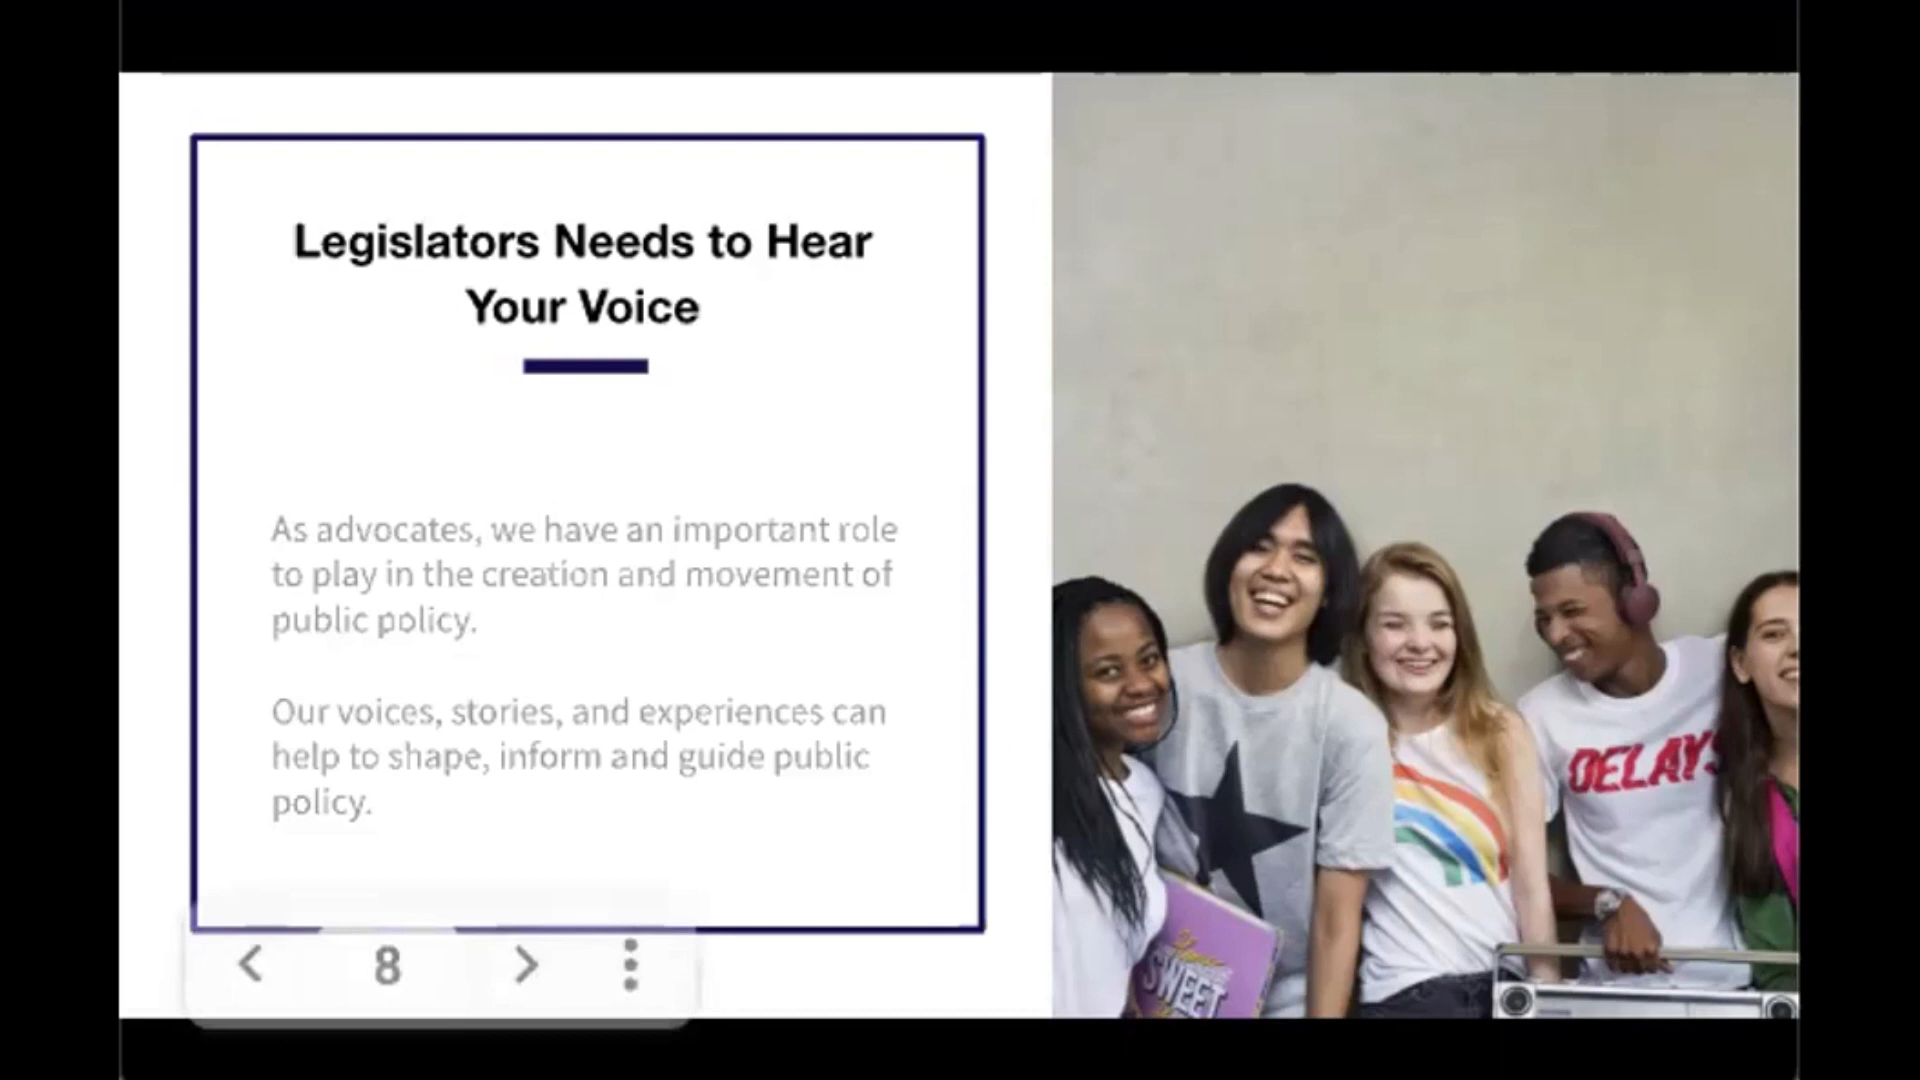 Legislators Needs to Hear
Your Voice
As advocates, we have an important role
to play in the creation and movement of
public policy.
Our voices, stories, and experiences can
help to shape, inform and guide public
policy.
8
DELAYS
SWEET